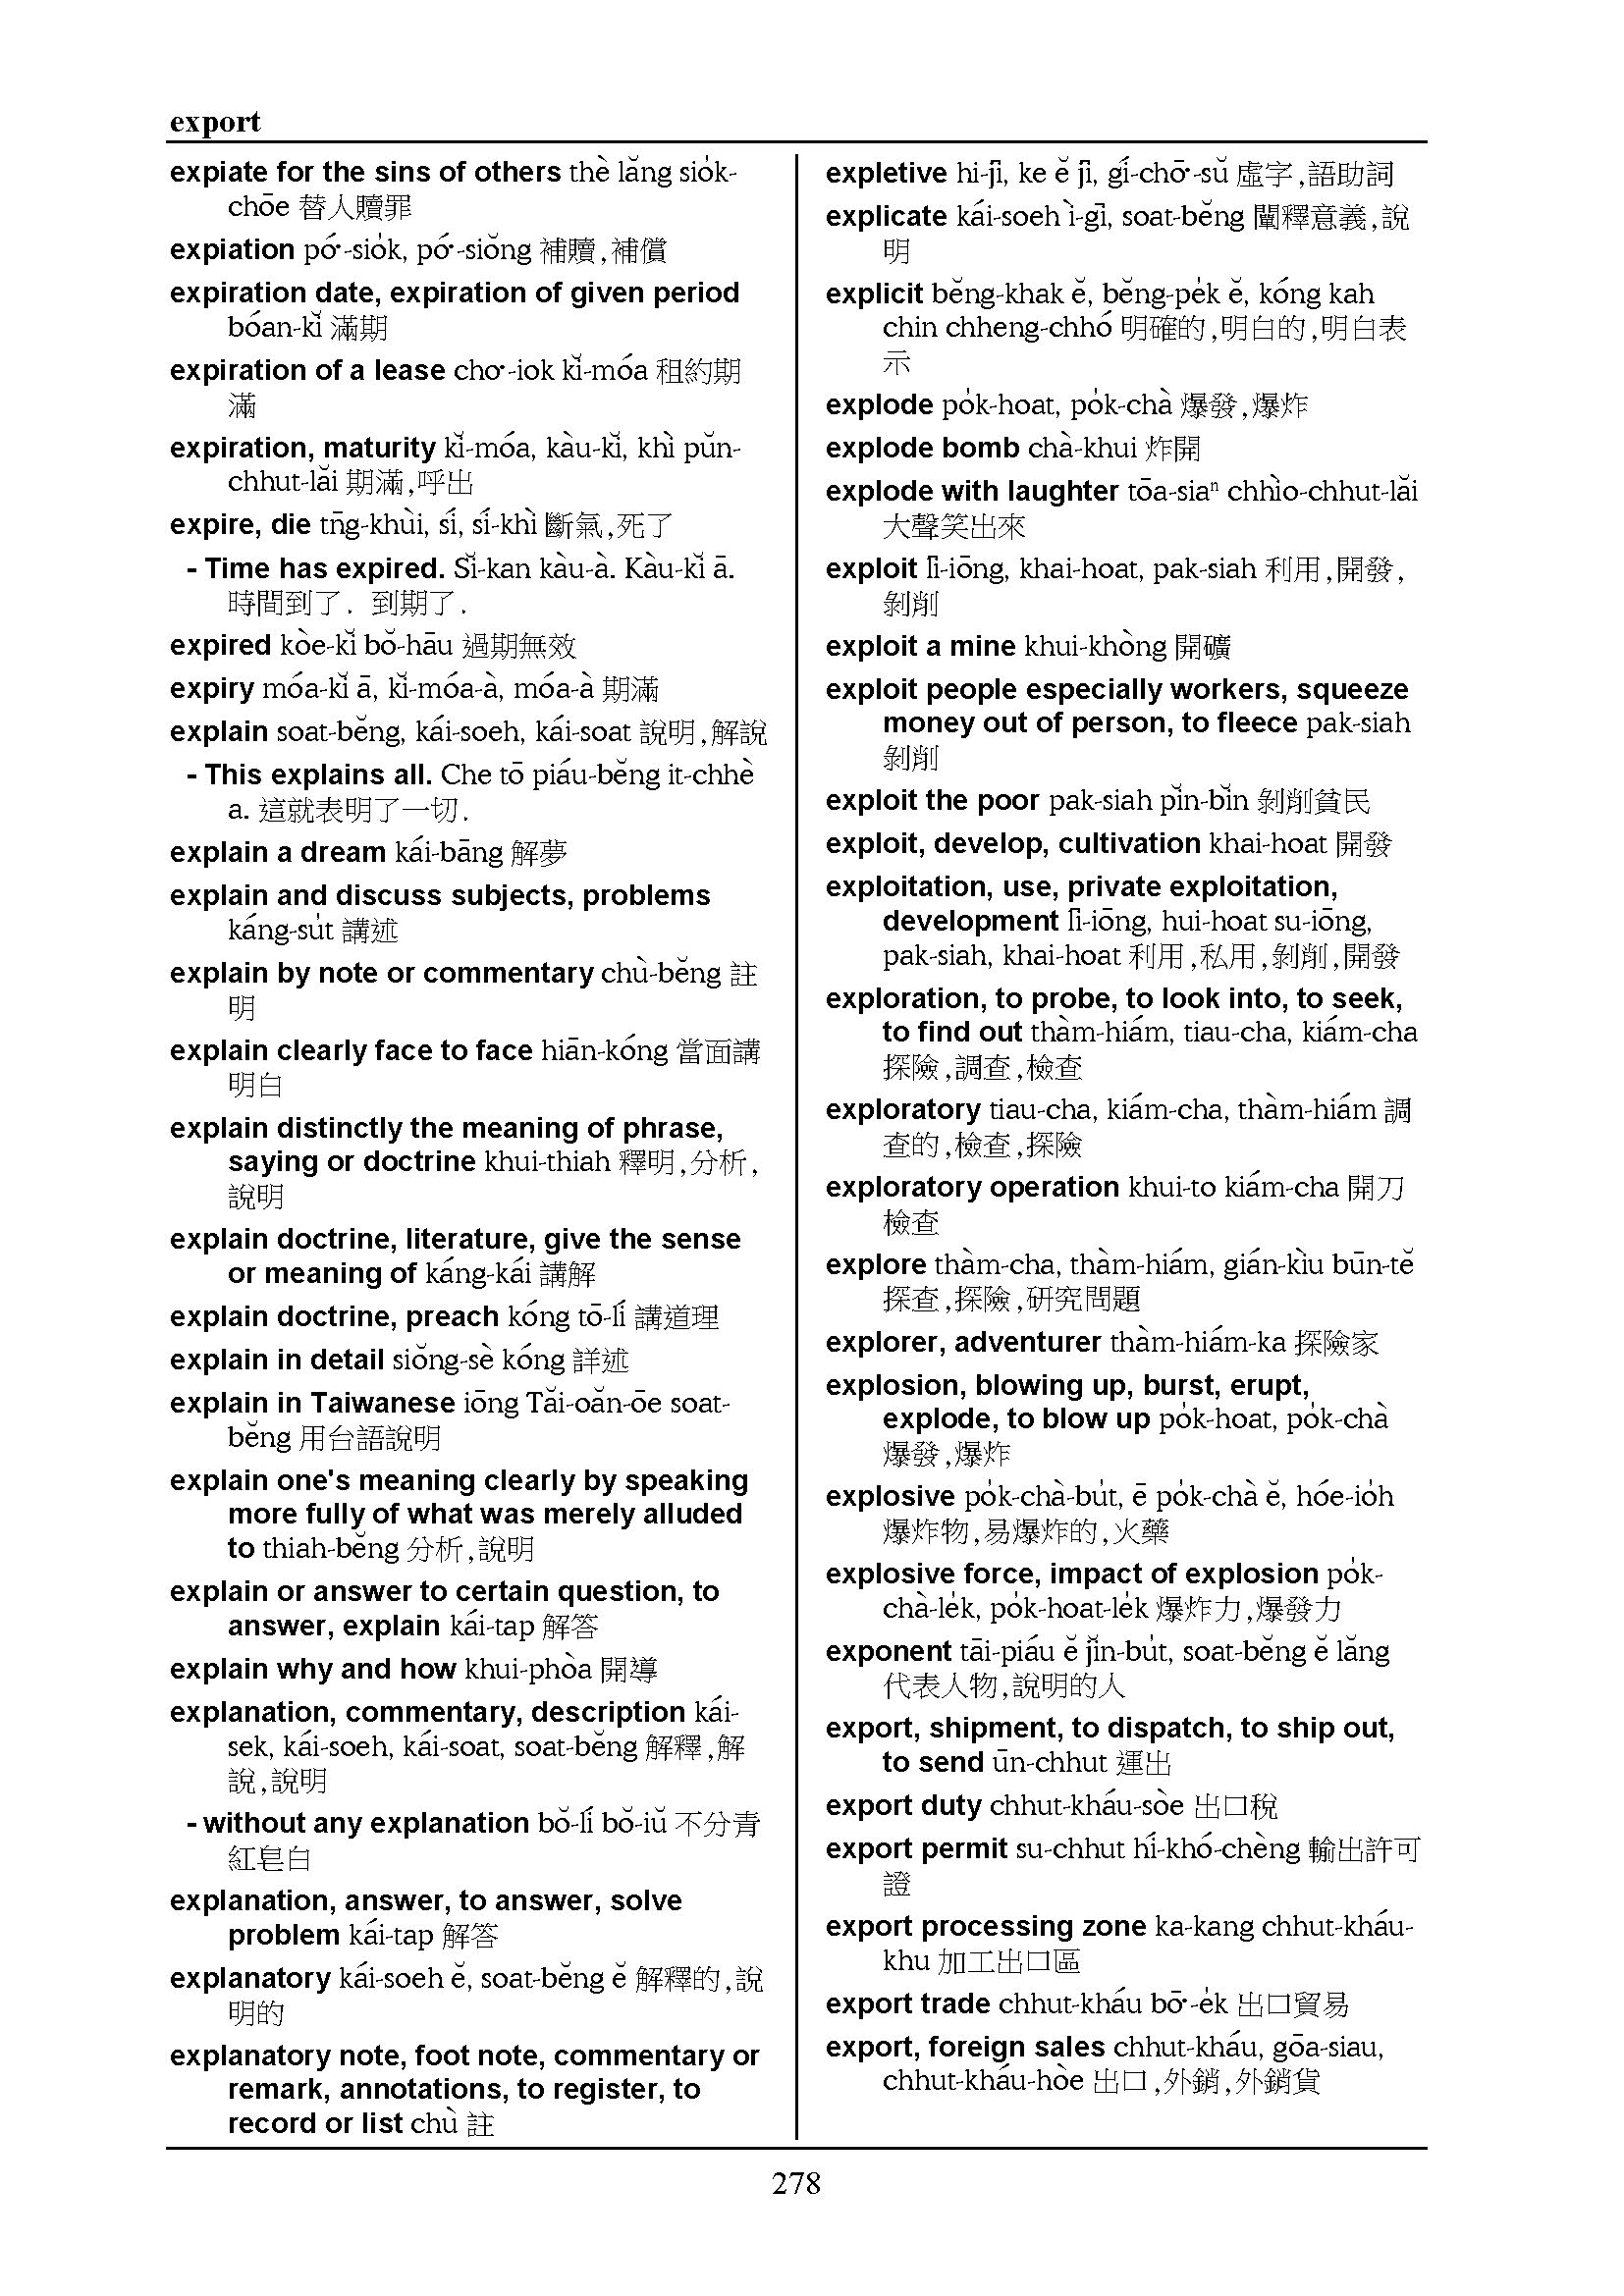 export
expiate for the sins of others thè lăng sio̍k-
chōe 替人贖罪
expiation pó͘-sio̍k, pó͘-siŏng 補贖,補償
expiration date, expiration of given period
bóan-kĭ 滿期
expiration of a lease cho͘-iok kĭ-móa 租約期
滿
expiration, maturity kĭ-móa, kàu-kĭ, khì pŭn-
chhut-lăi 期滿,呼出
expire, die tn̄g-khùi, sí, sí-khì 斷氣,死了
- Time has expired. Sĭ-kan kàu-à. Kàu-kĭ ā.
時間到了. 到期了.
expired kòe-kĭ bŏ-hāu 過期無效
expiry móa-kĭ ā, kĭ-móa-à, móa-à 期滿
explain soat-bĕng, kái-soeh, kái-soat 說明,解說
- This explains all. Che tō piáu-bĕng it-chhè
a. 這就表明了一切.
explain a dream kái-bāng 解夢
explain and discuss subjects, problems
káng-su̍t 講述
explain by note or commentary chù-bĕng 註
明
explain clearly face to face hiān-kóng 當面講
明白
explain distinctly the meaning of phrase,
saying or doctrine khui-thiah 釋明,分析,
說明
explain doctrine, literature, give the sense
or meaning of káng-kái 講解
explain doctrine, preach kóng tō-lí 講道理
explain in detail siŏng-sè kóng 詳述
explain in Taiwanese iōng Tăi-oăn-ōe soat-
bĕng 用台語說明
explain one's meaning clearly by speaking
more fully of what was merely alluded
to thiah-bĕng 分析,說明
explain or answer to certain question, to
answer, explain kái-tap 解答
explain why and how khui-phòa 開導
explanation, commentary, description kái-
sek, kái-soeh, kái-soat, soat-bĕng 解釋,解
說,說明
- without any explanation bŏ-lí bŏ-iŭ 不分青
紅皂白
explanation, answer, to answer, solve
problem kái-tap 解答
explanatory kái-soeh ĕ, soat-bĕng ĕ 解釋的,說
明的
explanatory note, foot note, commentary or
remark, annotations, to register, to
record or list chù 註
expletive hi-jī, ke ĕ jī, gí-chō͘-sŭ 虛字,語助詞
explicate kái-soeh ì-gī, soat-bĕng 闡釋意義,說
明
explicit bĕng-khak ĕ, bĕng-pe̍k ĕ, kóng kah
chin chheng-chhó 明確的,明白的,明白表
示
explode po̍k-hoat, po̍k-chà 爆發,爆炸
explode bomb chà-khui 炸開
explode with laughter tōa-siaⁿ chhìo-chhut-lăi
大聲笑出來
exploit lī-iōng, khai-hoat, pak-siah 利用,開發,
剝削
exploit a mine khui-khòng 開礦
exploit people especially workers, squeeze
money out of person, to fleece pak-siah
剝削
exploit the poor pak-siah pĭn-bĭn 剝削貧民
exploit, develop, cultivation khai-hoat 開發
exploitation, use, private exploitation,
development lī-iōng, hui-hoat su-iōng,
pak-siah, khai-hoat 利用,私用,剝削,開發
exploration, to probe, to look into, to seek,
to find out thàm-hiám, tiau-cha, kiám-cha
探險,調查,檢查
exploratory tiau-cha, kiám-cha, thàm-hiám 調
查的,檢查,探險
exploratory operation khui-to kiám-cha 開刀
檢查
explore thàm-cha, thàm-hiám, gián-kìu būn-tĕ
探查,探險,研究問題
explorer, adventurer thàm-hiám-ka 探險家
explosion, blowing up, burst, erupt,
explode, to blow up po̍k-hoat, po̍k-chà
爆發,爆炸
explosive po̍k-chà-bu̍t, ē po̍k-chà ĕ, hóe-io̍h
爆炸物,易爆炸的,火藥
explosive force, impact of explosion po̍k-
chà-le̍k, po̍k-hoat-le̍k 爆炸力,爆發力
exponent tāi-piáu ĕ jĭn-bu̍t, soat-bĕng ĕ lăng
代表人物,說明的人
export, shipment, to dispatch, to ship out,
to send ūn-chhut 運出
export duty chhut-kháu-sòe 出口稅
export permit su-chhut hí-khó-chèng 輸出許可
證
export processing zone ka-kang chhut-kháu-
khu 加工出口區
export trade chhut-kháu bō͘-e̍k 出口貿易
export, foreign sales chhut-kháu, gōa-siau,
chhut-kháu-hòe 出口,外銷,外銷貨
278